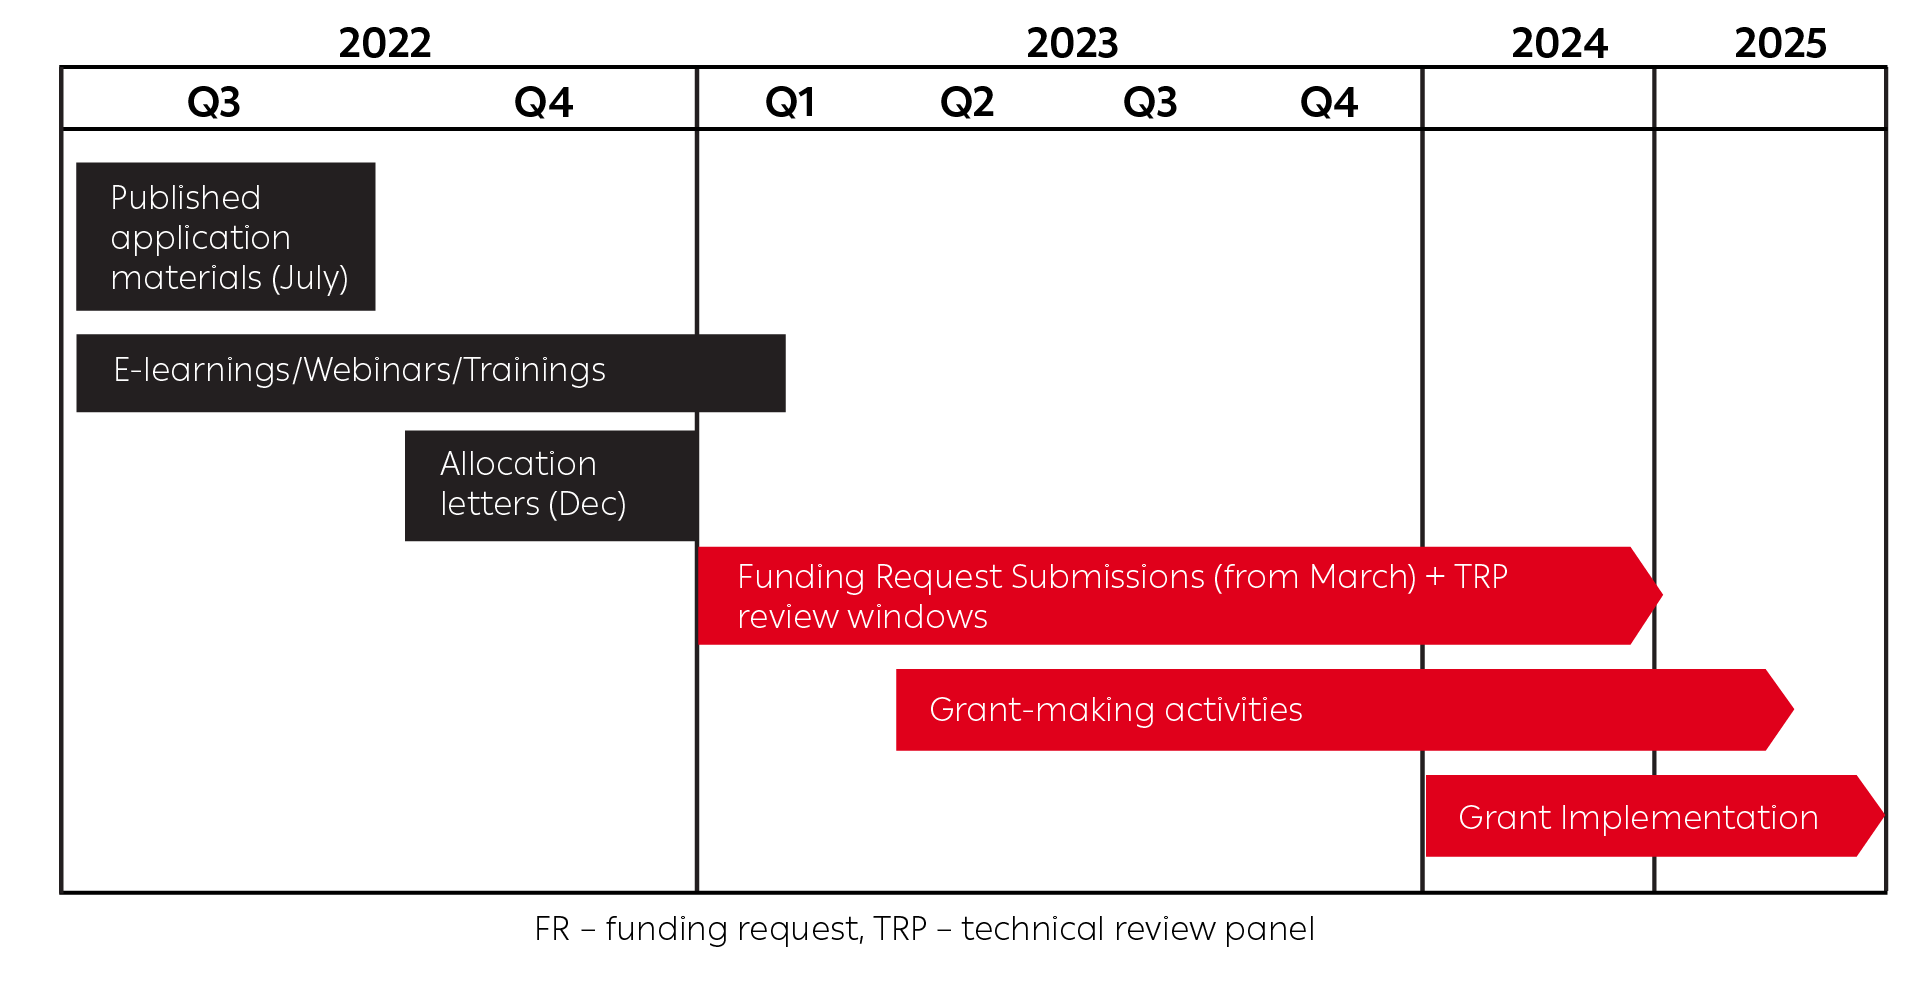 2022 2023 2024 2025
Q3 Q4 Q1 Q2 Q3 Q4
Published
application
materials (July)
E-learnings/Webinars/Trainings
Allocation
letters (Dec)
Funding Request Submissions (from March) + TRP
review windows
Grant-making activities
Grant Implementation
FR – funding request, TRP – technical review panel